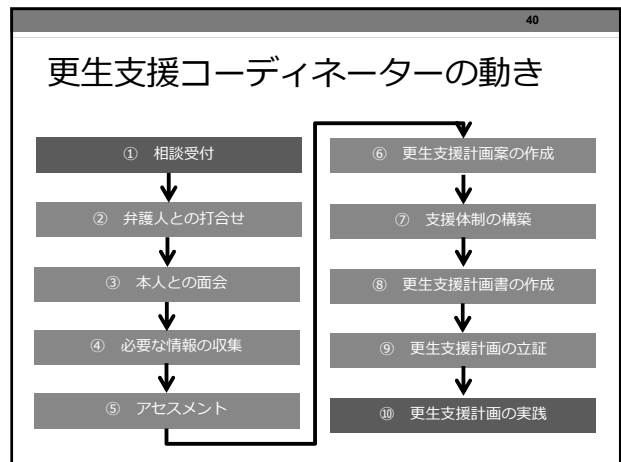 40
更生支援コーディネーターの動き
① 相談受付
② 弁護人との打合せ
③ 本人との面会
④ 必要な情報の収集
⑤ アセスメント
⑥ 更生支援計画案の作成
⑦ 支援体制の構築
⑧ 更生支援計画書の作成
⑨ 更生支援計画の立証
⑩ 更生支援計画の実践